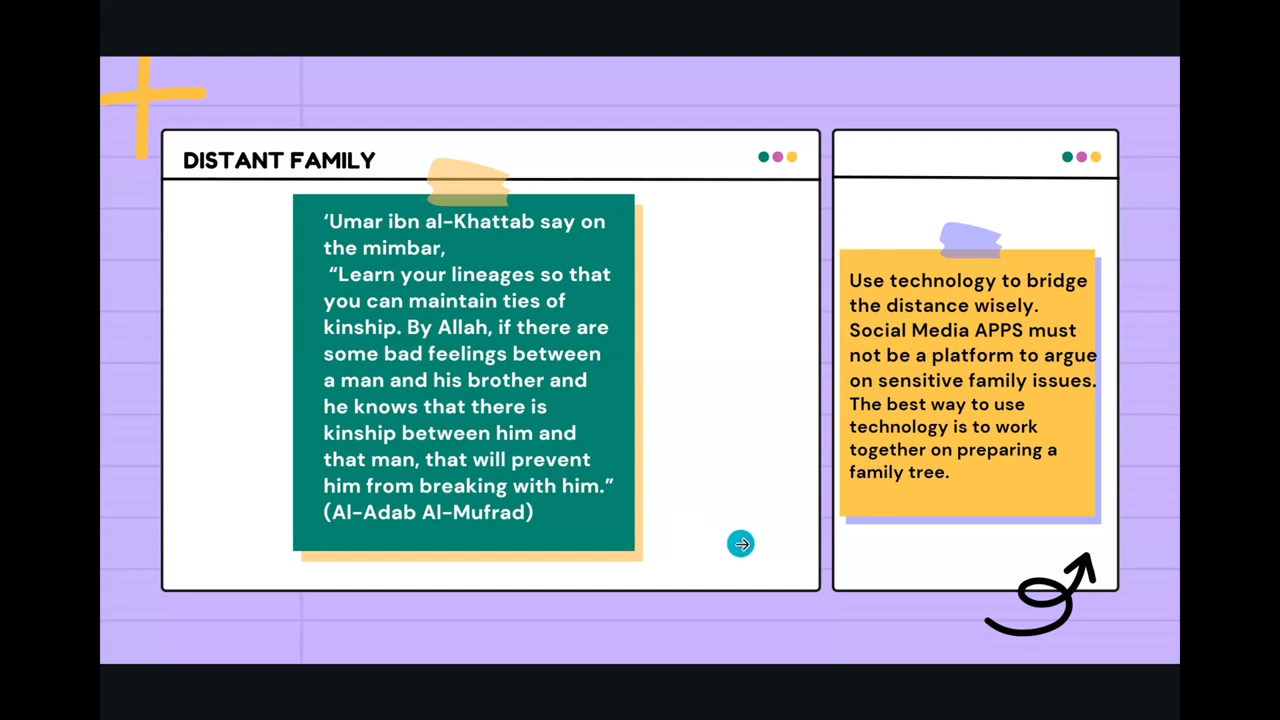 DISTANT FAMILY
‘Umar ibn al-Khattab say on
the mimbar,
“Learn your lineages so that
you can maintain ties of
kinship. By Allah, if there are
some bad feelings between
a man and his brother and
he knows that there is
kinship between him and
that man, that will prevent
him from breaking with him.”
(Al-Adab Al-Mufrad)
Use technology to bridge
the distance wisely.
Social Media APPS must
not be a platform to argue
on sensitive family issues.
The best way to use
technology is to work
together on preparing a
family tree.